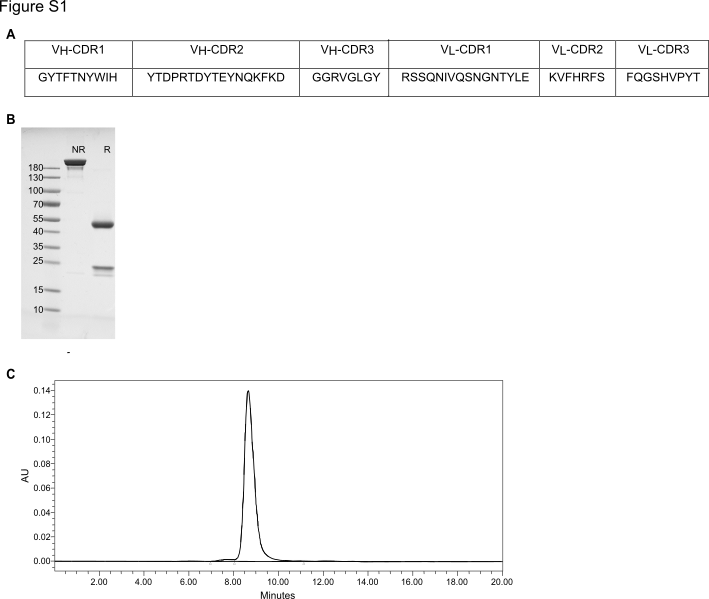 Figure S1
A
VH-CDR1 VH-CDR2 VH-CDR3 VL-CDR1 VL-CDR2 VL-CDR3
GYTFTNYWIH YTDPRTDYTEYNQKFKD GGRVGLGY RSSQNIVQSNGNTYLE KVFHRFS FQGSHVPYT
B
NR R
180
130
100
70
55
40
35
25
15
10
-
C
0.14
0.12
0.10
0.08
0.06
0.04
0.02
0.00
AU
2.00 4.00 6.00 8.00 10.00 12.00 14.00 16.00 18.00 20.00
Minutes